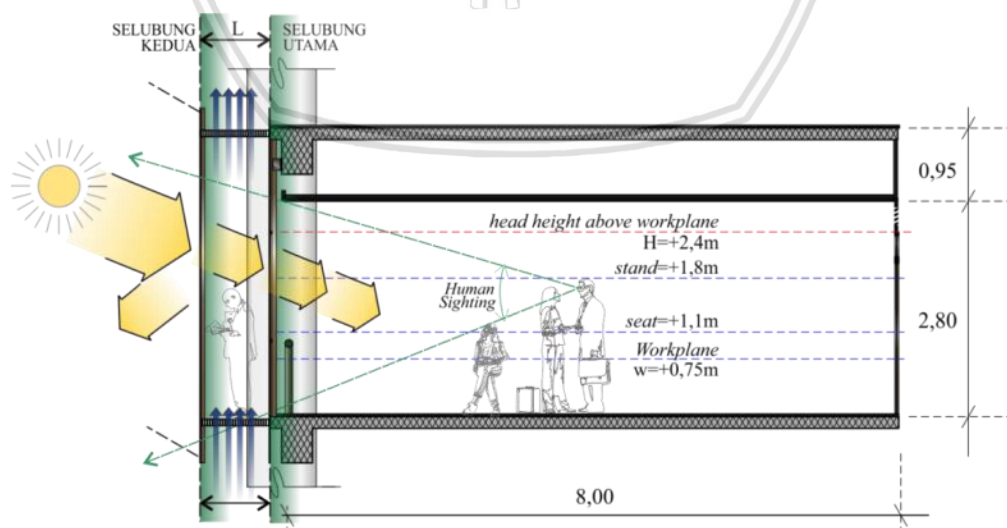 SELUBUNG
KEDUA
L
SELUBUNG
UTAMA
0,95
head height above workplane
H=+2,4m
stand=+1,8m
Human
Sighting
seat=+1,1m
2,80
Workplane
w=+0,75m
8,00